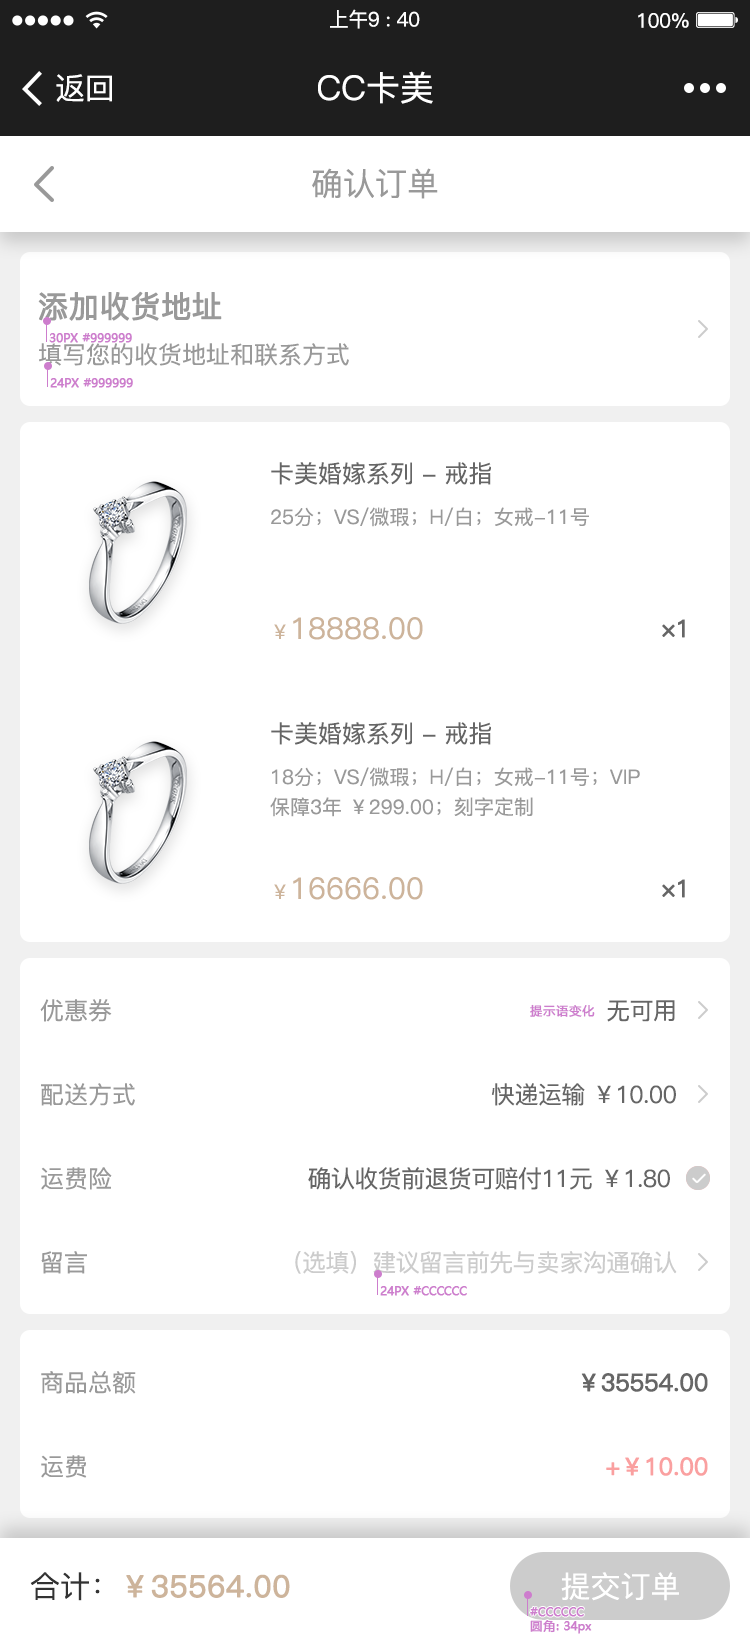 上午9 : 40
100%
返回
CC卡美
确认订单
添加收货地址
30PX #999999
填写您的收货地址和联系方式
24PX #999999
卡美婚嫁系列 – 戒指
25分；VS/微瑕；H/白；女戒–11号
¥18888.00
×1
卡美婚嫁系列 – 戒指
18分；VS/微瑕；H/白；女戒–11号；VIP
保障3年 ¥299.00；刻字定制
¥16666.00
×1
优惠券
提示语变化
无可用
配送方式
快递运输 ¥10.00
运费险
确认收货前退货可赔付11元 ¥1.80
留言
（选填）建议留言前先与卖家沟通确认
24PX #CCCCCC
商品总额
¥35554.00
运费
+¥10.00
合计：
¥35564.00
提交订单
#CCCCCC
圆角: 34px